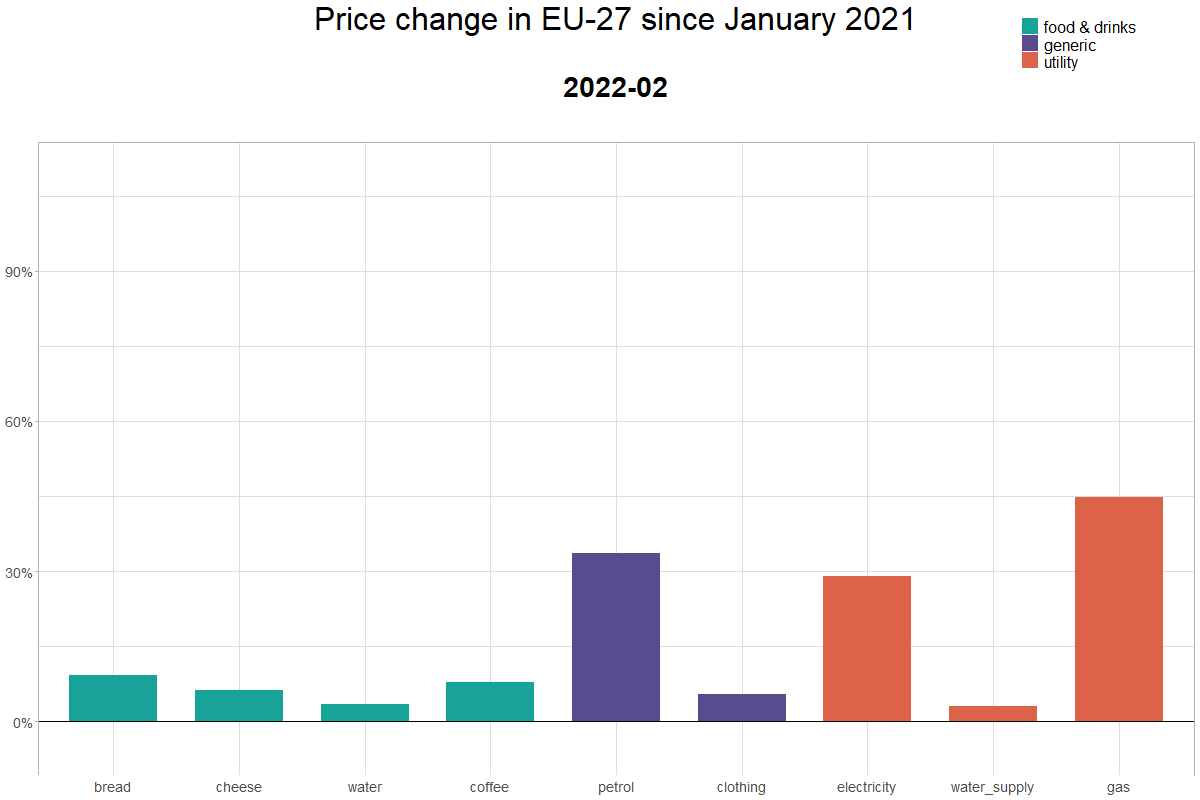 Price change in EU-27 since January 2021
food & drinks
generic
utility
2022-02
90%
60%
30%
0%
bread cheese water coffee petrol clothing electricity water_supply gas